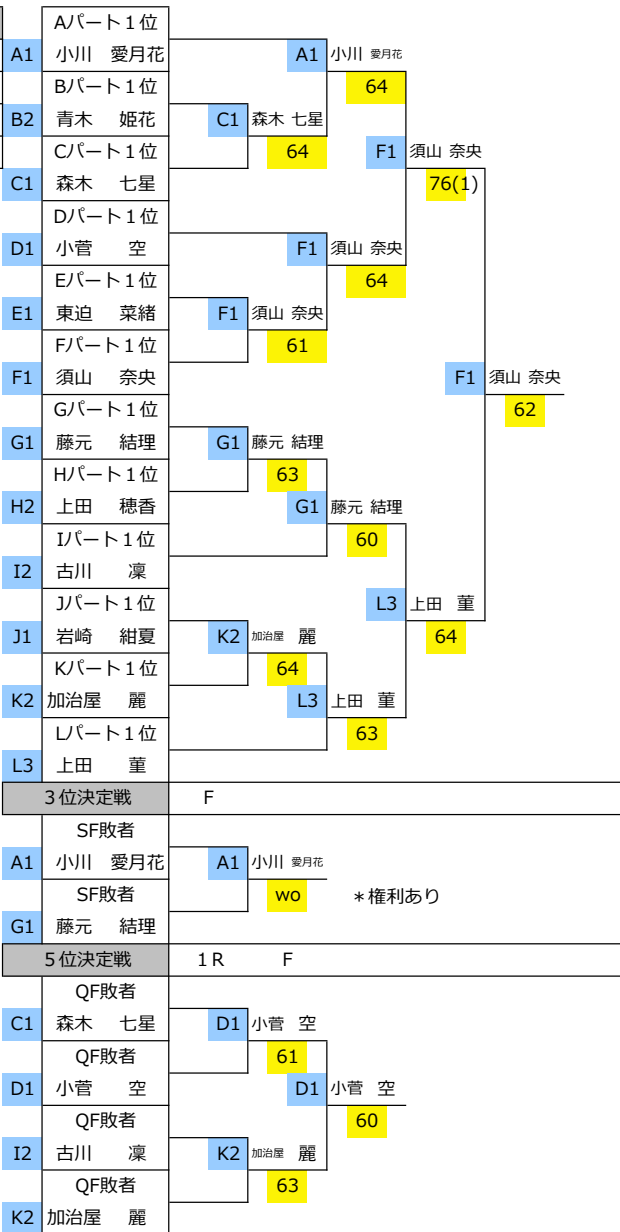 Aパート１位
A1 小川 愛月花 A1 小川 愛月花
Bパート１位 64
B2 青木 姫花 C1 森木 七星
Cパート１位 64 F1 須山 奈央
C1 森木 七星 76(1)
Dパート１位
D1 小菅 空 F1 須山 奈央
Eパート１位 64
E1 東迫 菜緒 F1 須山 奈央
Fパート１位 61
F1 須山 奈央 F1 須山 奈央
Gパート１位 62
G1 藤元 結理 G1 藤元 結理
Hパート１位 63
H2 上田 穂香 G1 藤元 結理
Iパート１位 60
I2 古川 凜
Jパート１位 L3 上田 菫
J1 岩崎 紺夏 K2 加治屋 麗 64
Kパート１位 64
K2 加治屋 麗 L3 上田 菫
Lパート１位 63
L3 上田 菫
３位決定戦 F
SF敗者
A1 小川 愛月花 A1 小川 愛月花
SF敗者 wo ＊権利あり
G1 藤元 結理
５位決定戦 １R F
QF敗者
C1 森木 七星 D1 小菅 空
QF敗者 61
D1 小菅 空 D1 小菅 空
QF敗者 60
I2 古川 凜 K2 加治屋 麗
QF敗者 63
K2 加治屋 麗